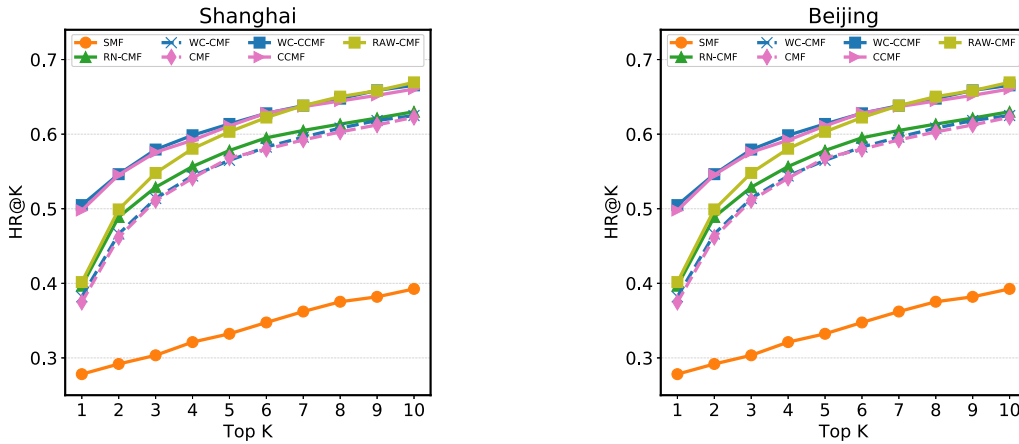 Shanghai
SMF WC-CMF WC-CCMF RAW-CMF
RN-CMF CMF CCMF
0.7
0.6
0.5
0.4
0.3
HR@K
1 2 3 4 5 6 7 8 9 10
Top K
Beijing
SMF WC-CMF WC-CCMF RAW-CMF
RN-CMF CMF CCMF
0.7
0.6
0.5
0.4
0.3
HR@K
1 2 3 4 5 6 7 8 9 10
Top K